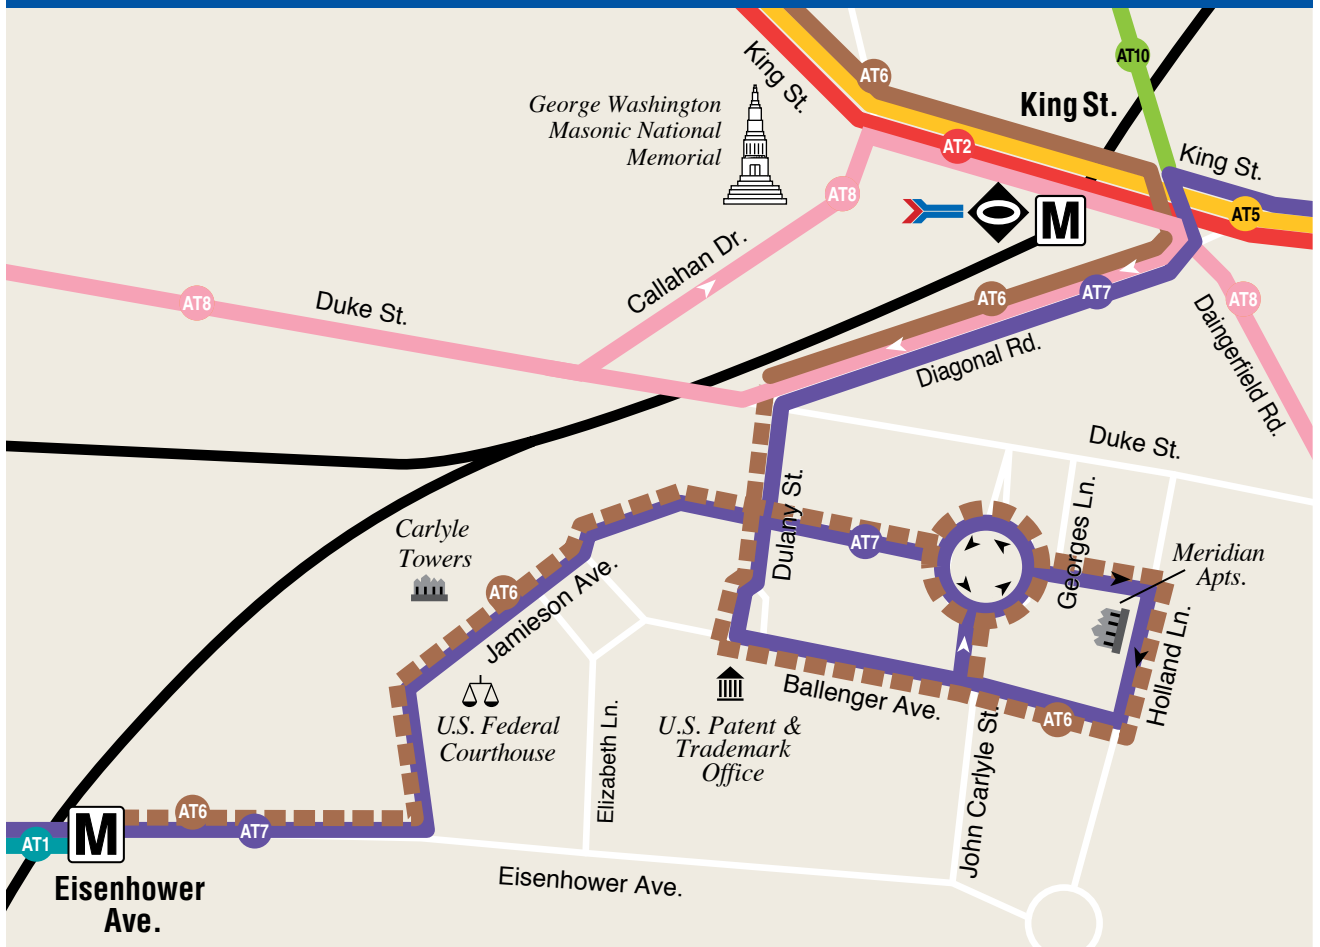 AT6
AT10
King St.
King St.
George Washington
Masonic National
Memorial
AT2
King St.
AT8
M
AT5
Callahan Dr.
AT8
Duke St.
AT6
AT7
AT8
Daingerfield Rd.
Diagonal Rd.
Duke St.
Dulany St.
Georges Ln.
Carlyle
Towers
AT7
Meridian
Apts.
AT6
Jamieson Ave.
Holland Ln.
U.S. Federal
Courthouse
Elizabeth Ln.
U.S. Patent &
Trademark
Office
Ballenger Ave.
AT6
John Carlyle St.
AT6
AT7
AT1
M
Eisenhower
Ave.
Eisenhower Ave.